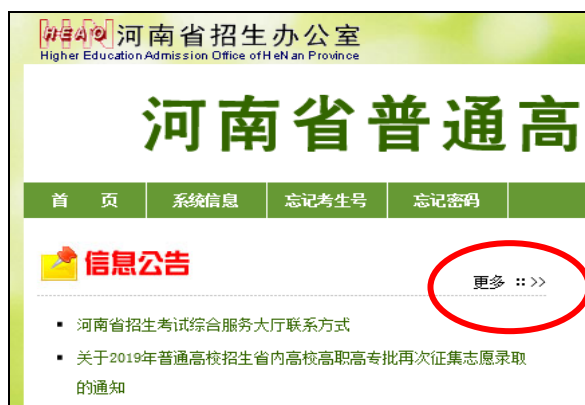 HEAO 河南省招生办公室
Higher Education Admission Office of HeNan Province
河南省普通高
首 页 系统信息 忘记考生号 忘记密码
信息公告
更多 ::>>
▪ 河南省招生考试综合服务大厅联系方式
▪ 关于2019年普通高校招生省内高校高职高专批再次征集志愿录取
的通知